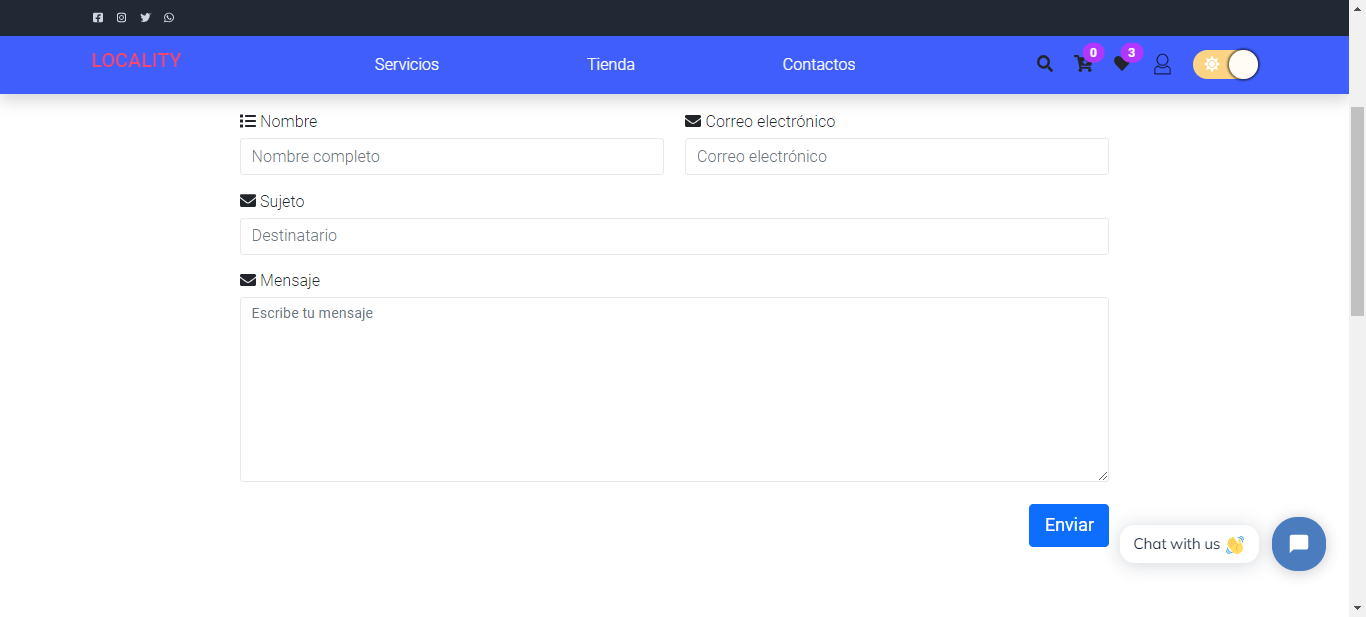 LOCALITY
Servicios
Tienda
Contactos
0
3
Nombre
Correo electrónico
Nombre completo
Correo electrónico
Sujeto
Destinatario
Mensaje
Escribe tu mensaje
Enviar
Chat with us 👋